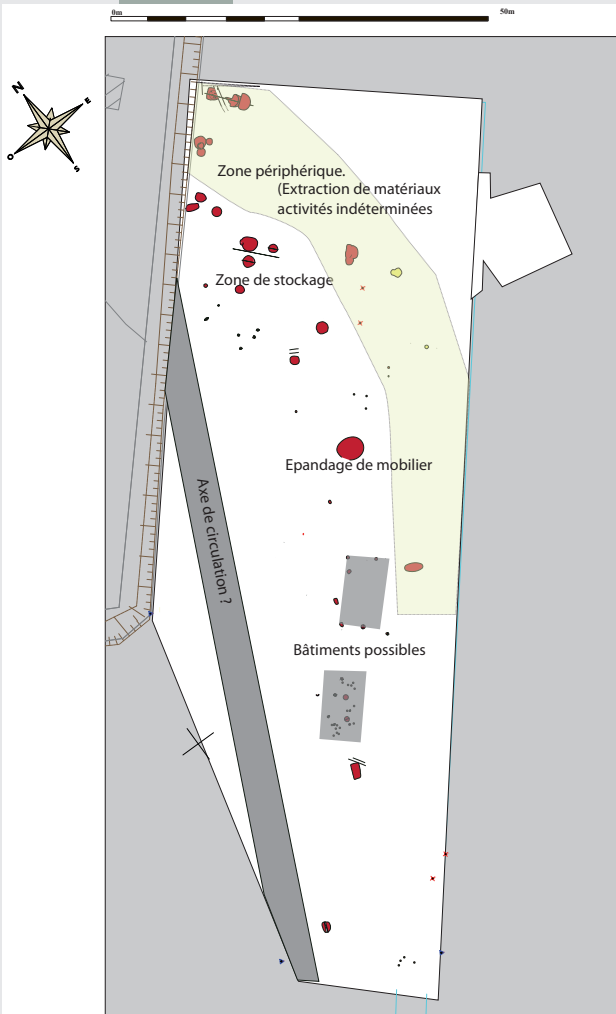 0m
50m
N
E
O
S
Zone périphérique.
(Extraction de matériaux
activités indéterminées
Zone de stockage
Epandage de mobilier
Axe de circulation ?
Bâtiments possibles